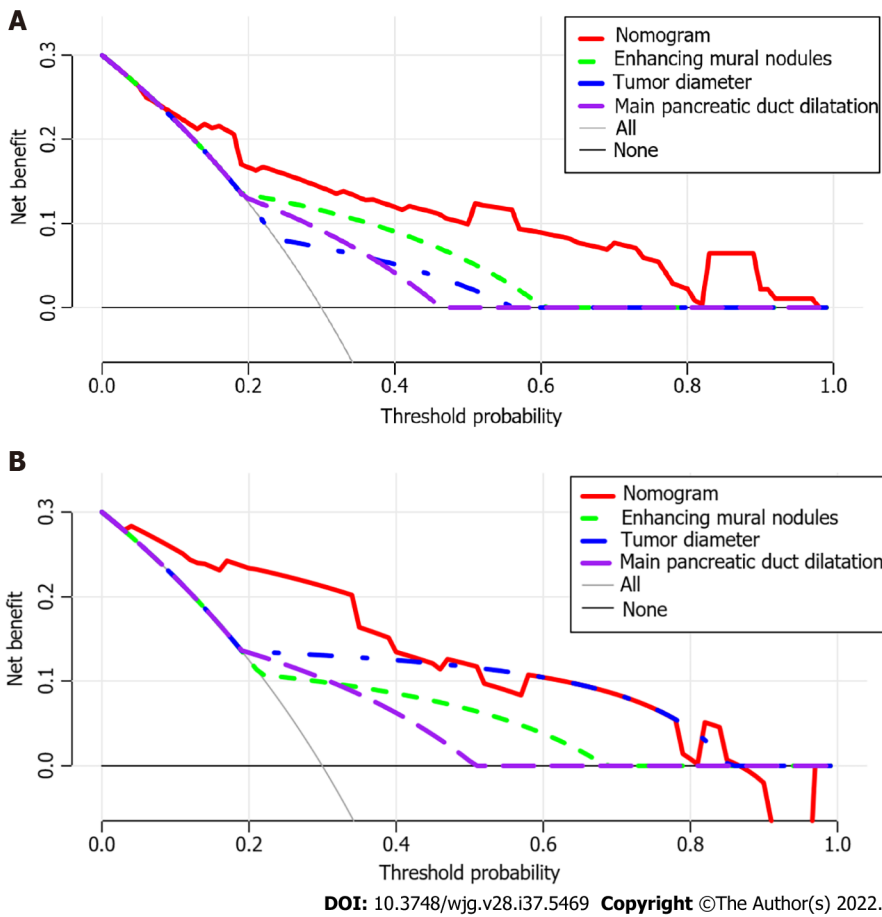 A
Nomogram
Enhancing mural nodules
Tumor diameter
Main pancreatic duct dilatation
All
None
Net benefit
0.3
0.2
0.1
0.0
0.0 0.2 0.4 0.6 0.8 1.0
Threshold probability
B
Nomogram
Enhancing mural nodules
Tumor diameter
Main pancreatic duct dilatation
All
None
Net benefit
0.3
0.2
0.1
0.0
0.0 0.2 0.4 0.6 0.8 1.0
Threshold probability
DOI: 10.3748/wjg.v28.i37.5469 Copyright ©The Author(s) 2022.